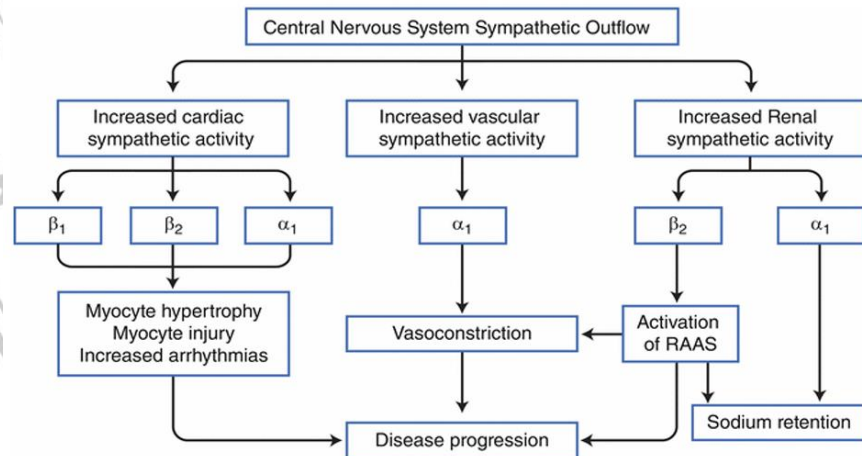 Central Nervous System Sympathetic Outflow
Increased cardiac
sympathetic activity
Increased vascular
sympathetic activity
Increased Renal
sympathetic activity
β1
β2
α1
α1
β2
α1
Myocyte hypertrophy
Myocyte injury
Increased arrhythmias
Vasoconstriction
Activation
of RAAS
Sodium retention
Disease progression